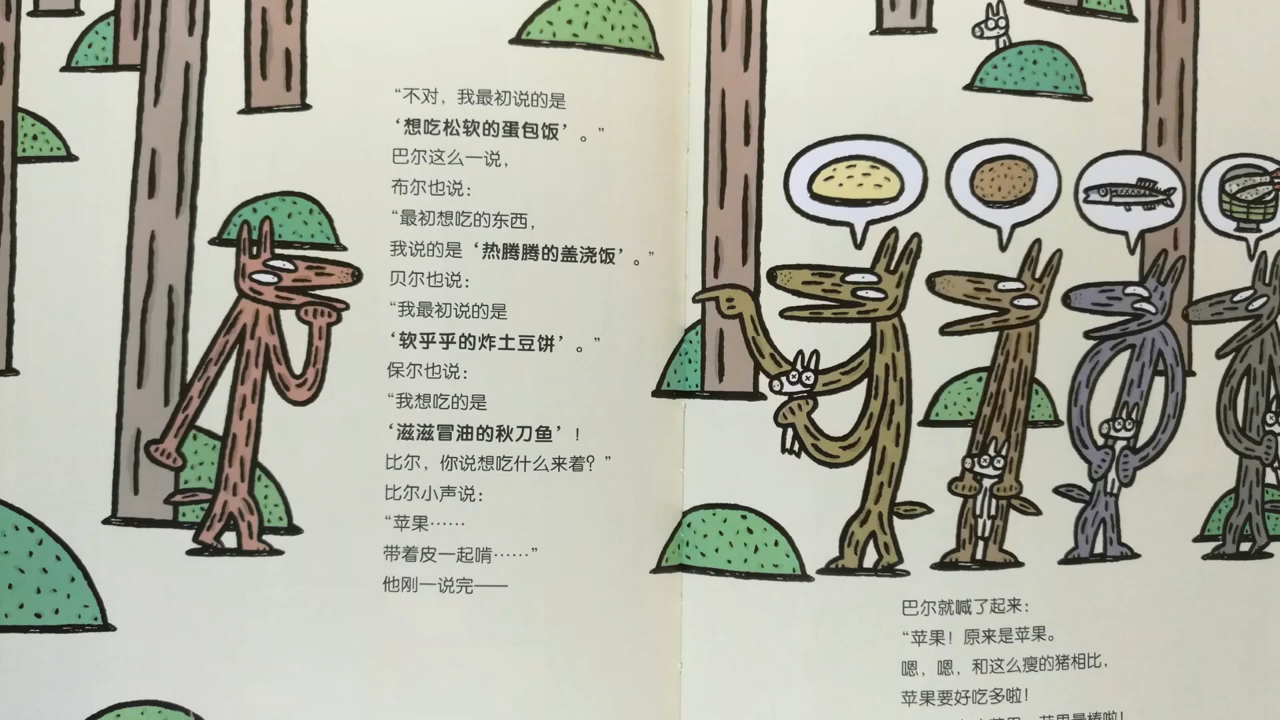 “不对，我最初说的是
‘想吃松软的蛋包饭’。”
巴尔这么一说，
布尔也说：
“最初想吃的东西，
我说的是‘热腾腾的盖浇饭’。”
贝尔也说：
“我最初说的是
‘软乎乎的炸土豆饼’。”
保尔也说：
“我想吃的是
‘滋滋冒油的秋刀鱼’！
比尔，你说想吃什么来着？”
比尔小声说：
“苹果……
带着皮一起啃……”
他刚一说完——
巴尔就喊了起来：
“苹果！原来是苹果。
嗯，嗯，和这么瘦的猪相比，
苹果要好吃多啦！